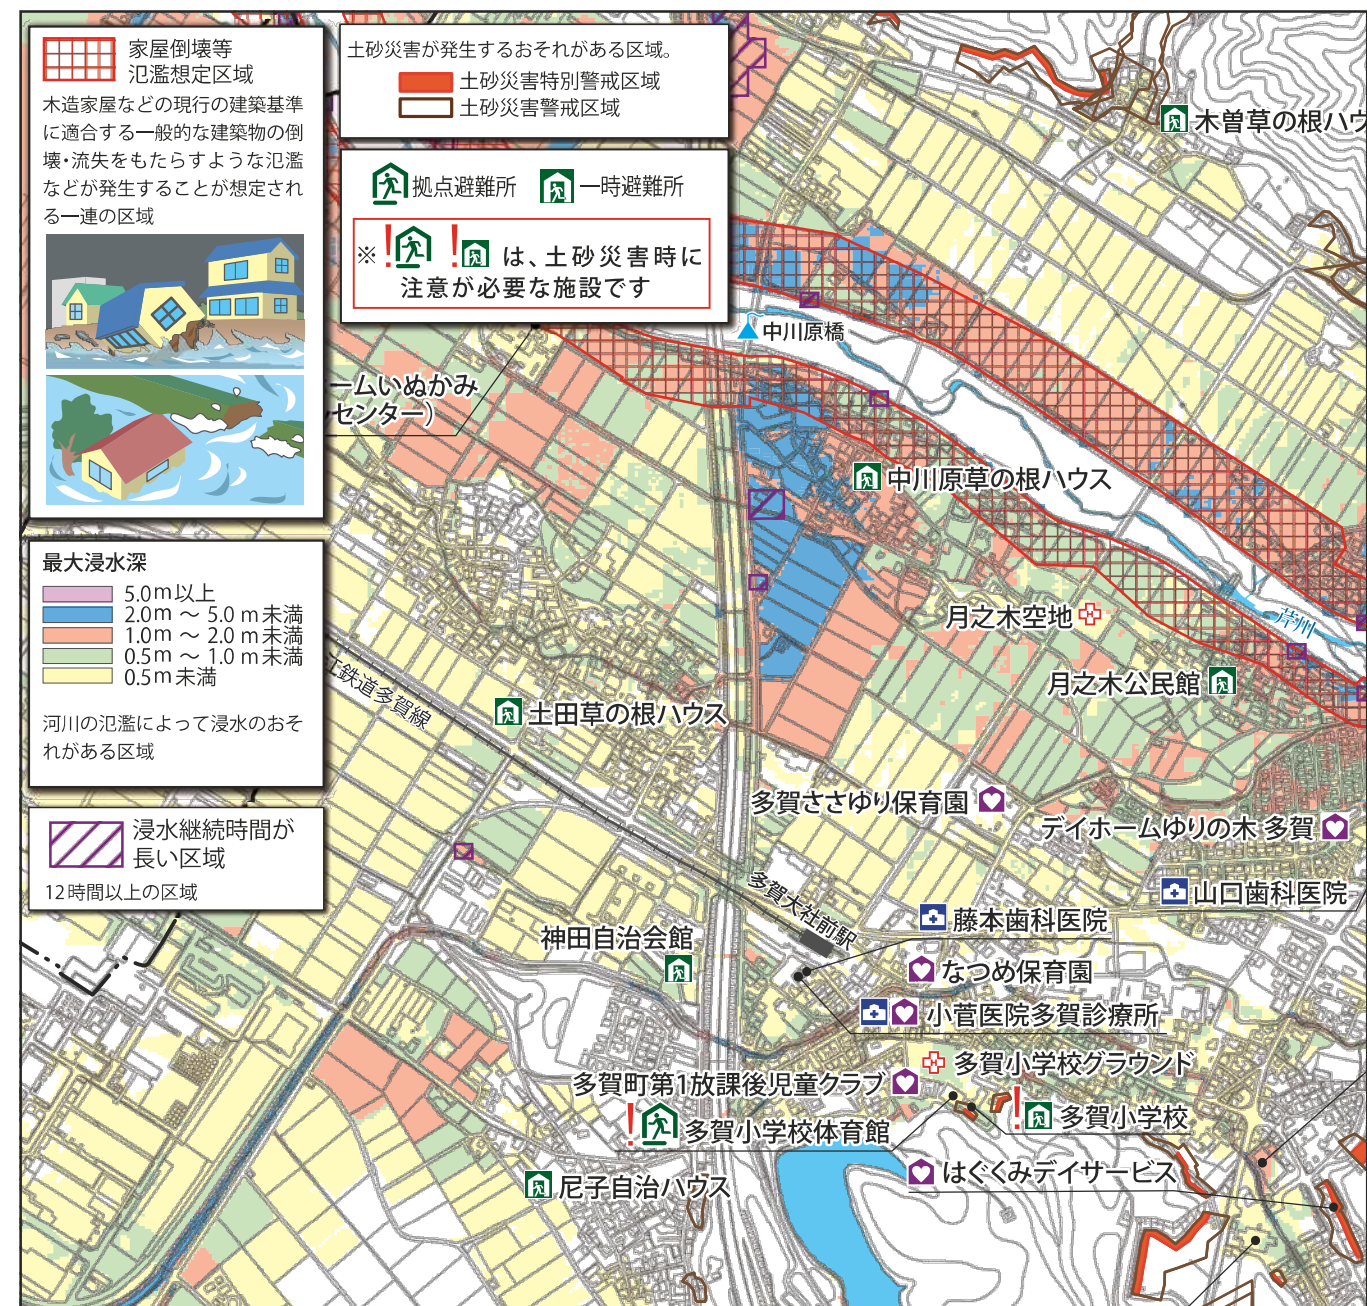 家屋倒壊等
氾濫想定区域
木造家屋などの現行の建築基準
に適合する一般的な建築物の倒
壊・流失をもたらすような氾濫
などが発生することが想定され
る一連の区域
土砂災害が発生するおそれがある区域。
土砂災害特別警戒区域
土砂災害警戒区域
拠点避難所
一時避難所
※
は、土砂災害時に
注意が必要な施設です
最大浸水深
5.0m以上
2.0m ～ 5.0m未満
1.0m ～ 2.0m未満
0.5m ～ 1.0m未満
0.5m未満
河川の氾濫によって浸水のおそ
れがある区域
浸水継続時間が
長い区域
12時間以上の区域
木曽草の根ハウ
中川原橋
ームいぬかみ
センター）
中川原草の根ハウス
月之木空地
芹川
月之木公民館
鉄道多賀線
土田草の根ハウス
多賀ささゆり保育園
デイホームゆりの木 多賀
山口歯科医院
多賀大社前駅
藤本歯科医院
神田自治会館
なつめ保育園
小菅医院多賀診療所
多賀小学校グラウンド
多賀町第1放課後児童クラブ
多賀小学校
多賀小学校体育館
はぐくみデイサービス
尼子自治ハウス